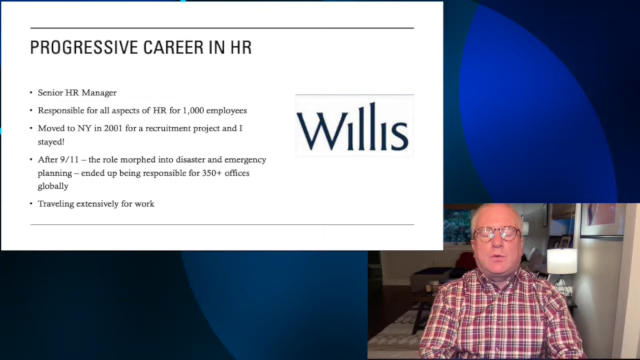 PROGRESSIVE CAREER IN HR
• Senior HR Manager
• Responsible for all aspects of HR for 1,000 employees
• Moved to NY in 2001 for a recruitment project and I
stayed!
• After 9/11 – the role morphed into disaster and emergency
planning – ended up being responsible for 350+ offices
globally
• Traveling extensively for work
Willis